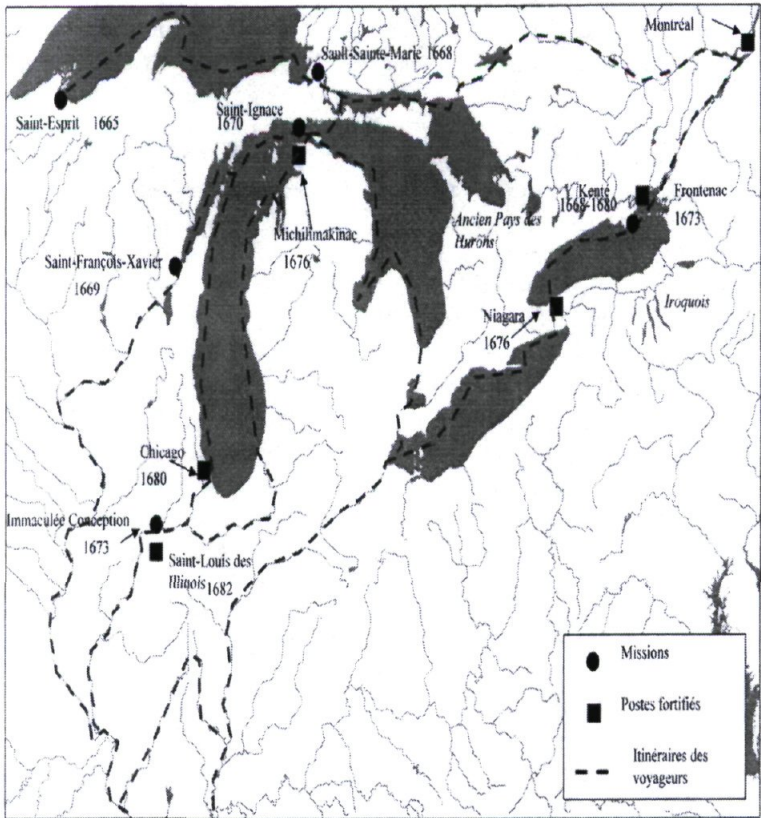 Montréal
Sault-Sainte-Marie 1668
Saint-Ignace
1670
Saint-Esprit 1665
Kenté
1668-1680
Frontenac
1673
Ancien Pays des
Hurons
Michilimakinac
1676
Saint-François-Xavier
1669
Niagara
1676
Iroquois
Chicago
1680
Immaculée Conception
1673
Saint-Louis des
Illinois 1682
Missions
Postes fortifiés
Itinéraires des
voyageurs